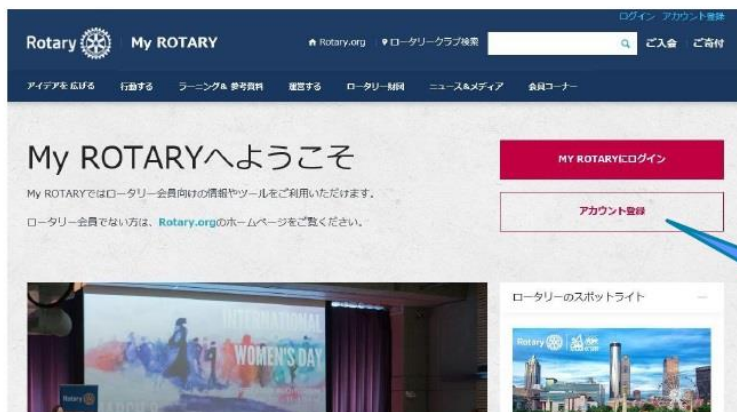 ログイン アカウント登録
Rotary My ROTARY Rotary.org ロータリークラブ検索 ご入会 ご寄付
アイデアを広げる 行動する ラーニング&参考資料 運営する ロータリー財団 ニュース&メディア 会員コーナー
My ROTARYへようこそ
MY ROTARYにログイン
My ROTARYではロータリー会員向けの情報やツールをご利用いただけます。
アカウント登録
ロータリー会員でない方は、Rotary.orgのホームページをご覧ください。
ロータリーのスポットライト
INTERNATIONAL
WOMEN'S DAY
MARCH 8
Rotary
Rotary